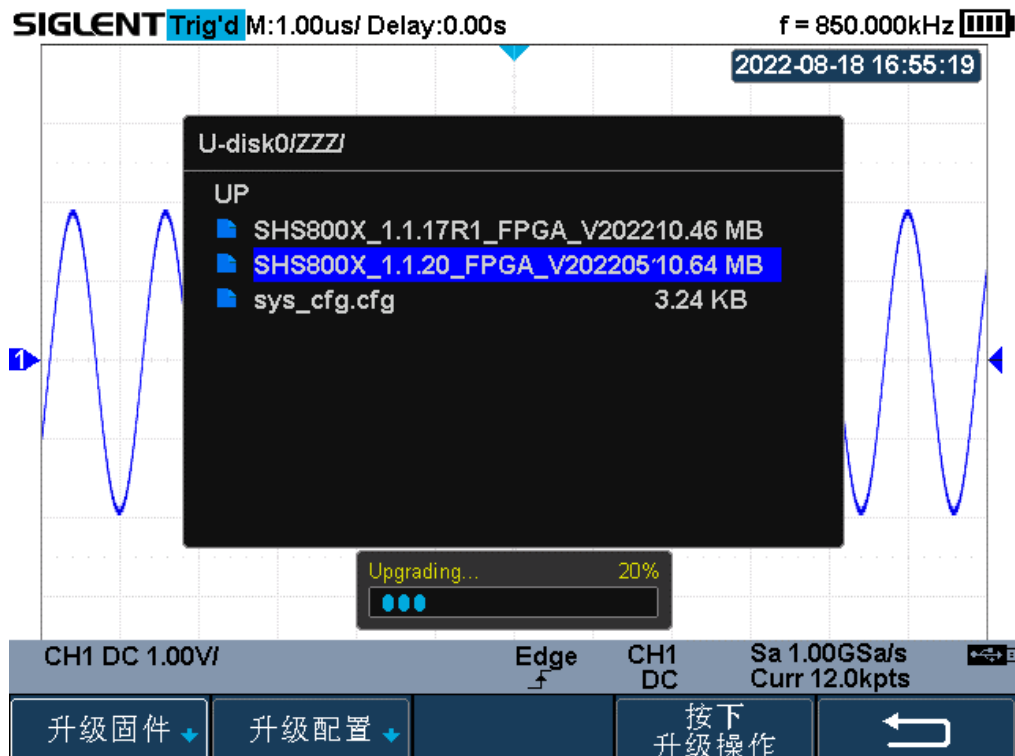 SIGLENT Trig'd M:1.00us/ Delay:0.00s f = 850.000kHz
2022-08-18 16:55:19
U-disk0/ZZZ/
UP
SHS800X_1.1.17R1_FPGA_V202210.46 MB
SHS800X_1.1.20_FPGA_V20220510.64 MB
sys_cfg.cfg 3.24 KB
1
Upgrading... 20%
CH1 DC 1.00V/ Edge CH1 Sa 1.00GSa/s
DC Curr 12.0kpts
升级固件 升级配置 按下
升级操作